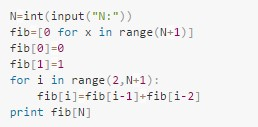 N=int(input("N:"))
fib=[0 for x in range(N+1)]
fib[0]=0
fib[1]=1
for i in range(2,N+1):
    fib[i]=fib[i-1]+fib[i-2]
print fib[N]